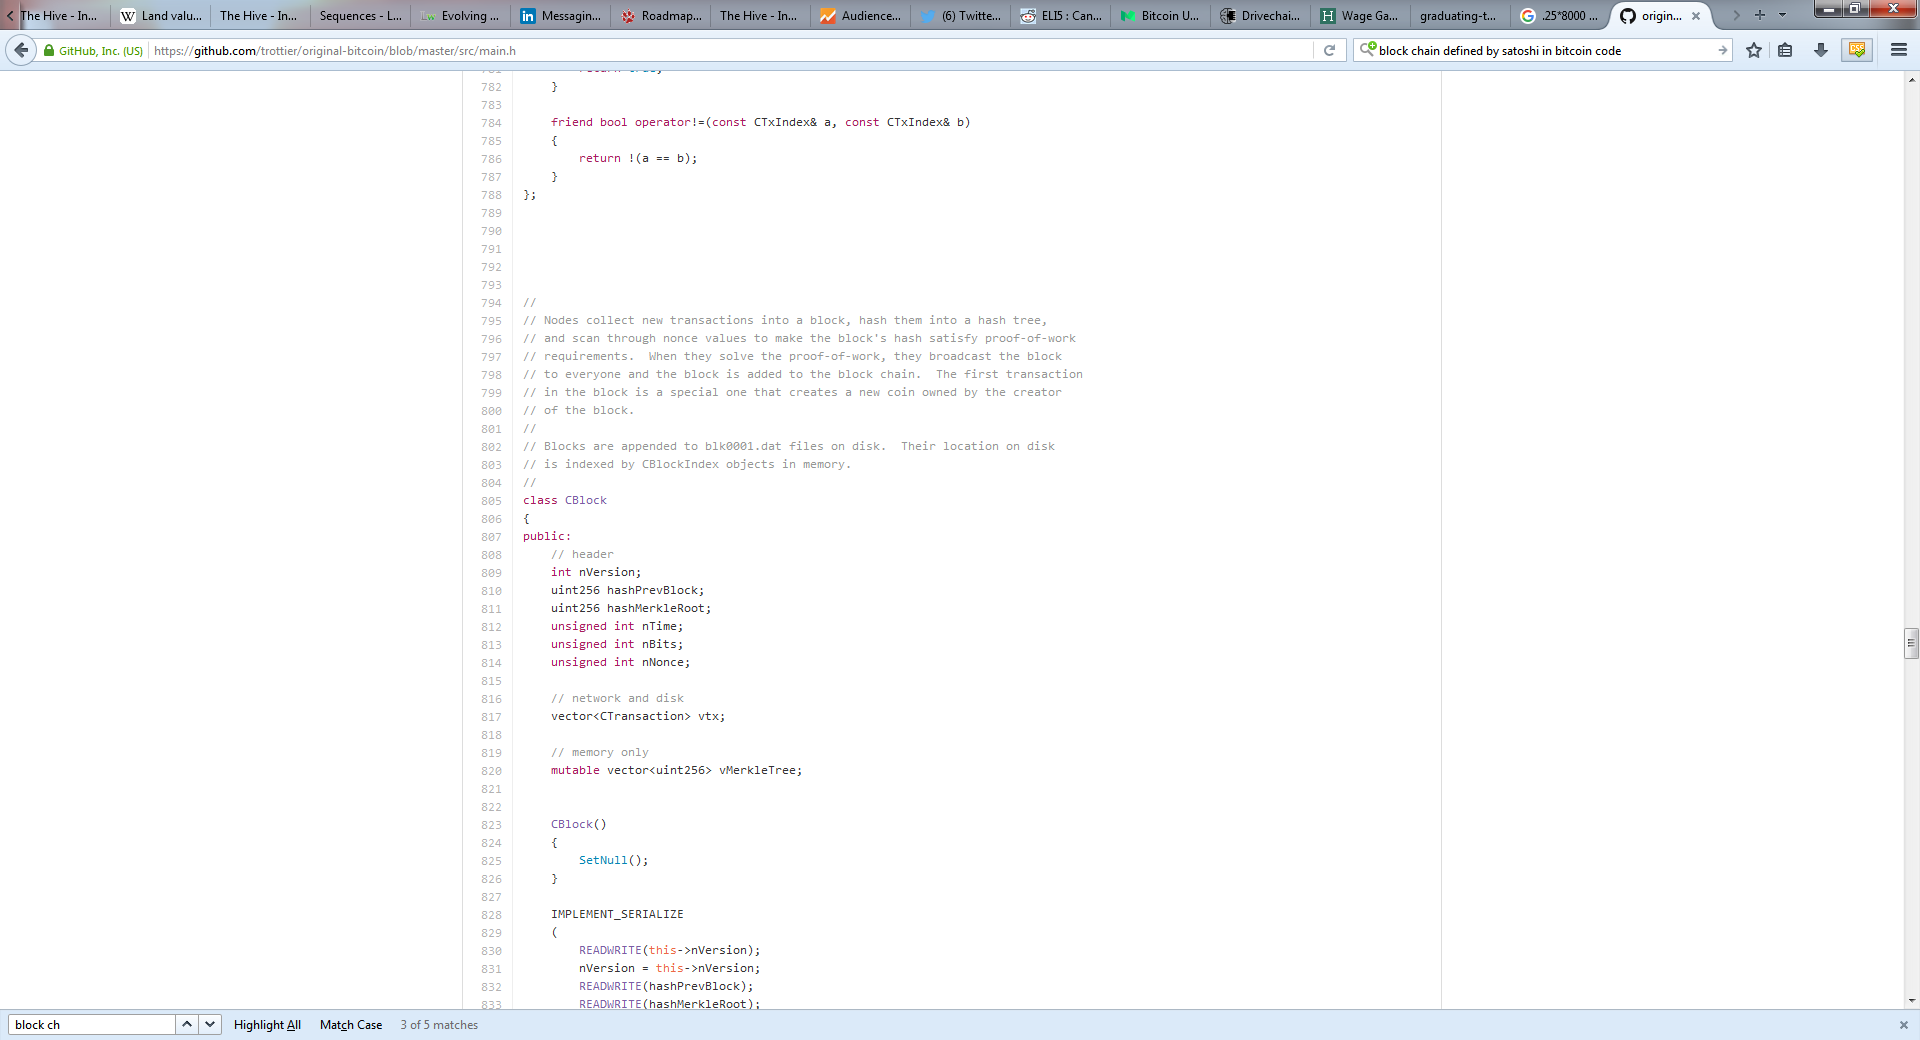 The Hive - In...
Land valu...
The Hive - In...
Sequences - L...
Evolving ...
Messagin...
Roadmap...
The Hive - In...
Audience...
(6) Twitte...
ELI5 : Can...
Bitcoin U...
Drivechai...
Wage Ga...
graduating-t...
.25*8000 ...
origin...
GitHub, Inc. (US)
https://github.com/trottier/original-bitcoin/blob/master/src/main.h
block chain defined by satoshi in bitcoin code
782 }
783
784 friend bool operator!=(const CTxIndex& a, const CTxIndex& b)
785 {
786 return !(a == b);
787 }
788 };
789
790
791
792
793
794 //
795 // Nodes collect new transactions into a block, hash them into a hash tree,
796 // and scan through nonce values to make the block's hash satisfy proof-of-work
797 // requirements.  When they solve the proof-of-work, they broadcast the block
798 // to everyone and the block is added to the block chain.  The first transaction
799 // in the block is a special one that creates a new coin owned by the creator
800 // of the block.
801 //
802 // Blocks are appended to blk0001.dat files on disk.  Their location on disk
803 // is indexed by CBlockIndex objects in memory.
804 //
805 class CBlock
806 {
807 public:
808 // header
809 int nVersion;
810 uint256 hashPrevBlock;
811 uint256 hashMerkleRoot;
812 unsigned int nTime;
813 unsigned int nBits;
814 unsigned int nNonce;
815
816 // network and disk
817 vector<CTransaction> vtx;
818
819 // memory only
820 mutable vector<uint256> vMerkleTree;
821
822
823 CBlock()
824 {
825 SetNull();
826 }
827
828 IMPLEMENT_SERIALIZE
829 (
830 READWRITE(this->nVersion);
831 nVersion = this->nVersion;
832 READWRITE(hashPrevBlock);
833 READWRITE(hashMerkleRoot);
block ch
Highlight All
Match Case
3 of 5 matches